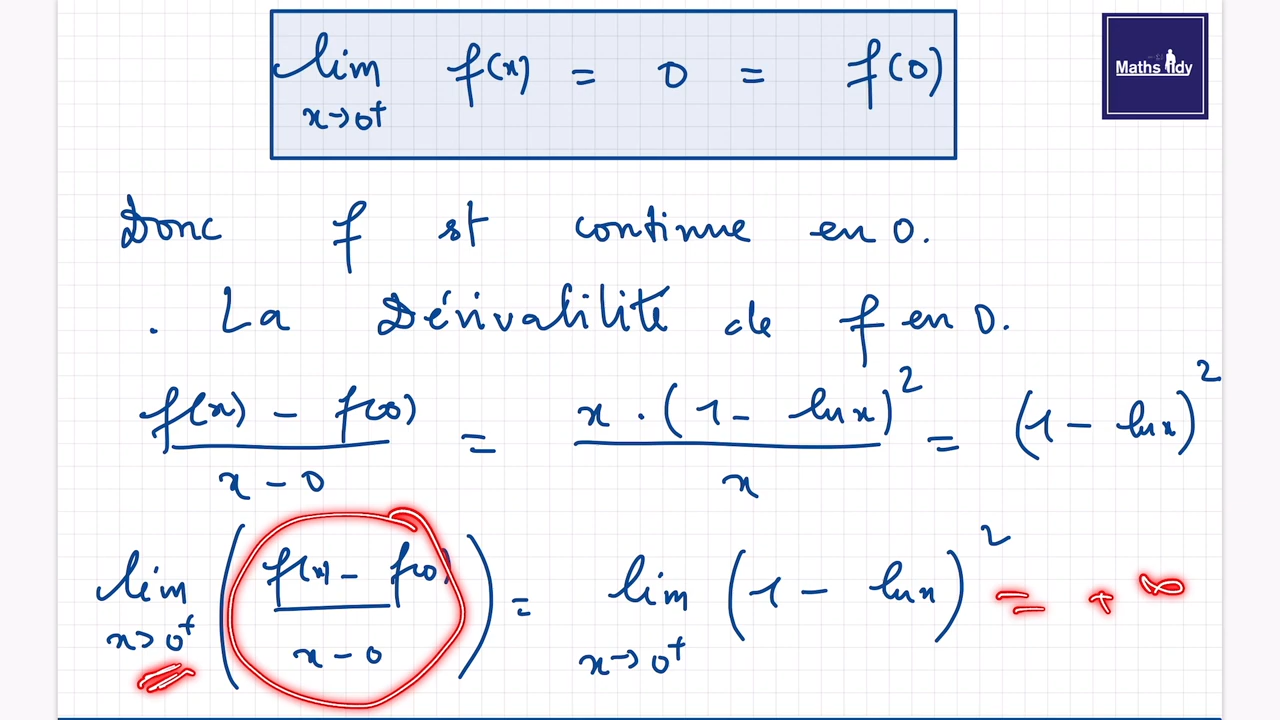 lim f(x) = 0 = f(0)
x→0⁺
Maths
Donc f est continue en 0.
. La Dérivabilité de f en 0.
f(x) - f(0) / x - 0 = x . (1 - ln x)² / x = (1 - ln x)²
lim x→0⁺ ( f(x) - f(0) / x - 0 ) = lim x→0⁺ (1 - ln x)² = +∞